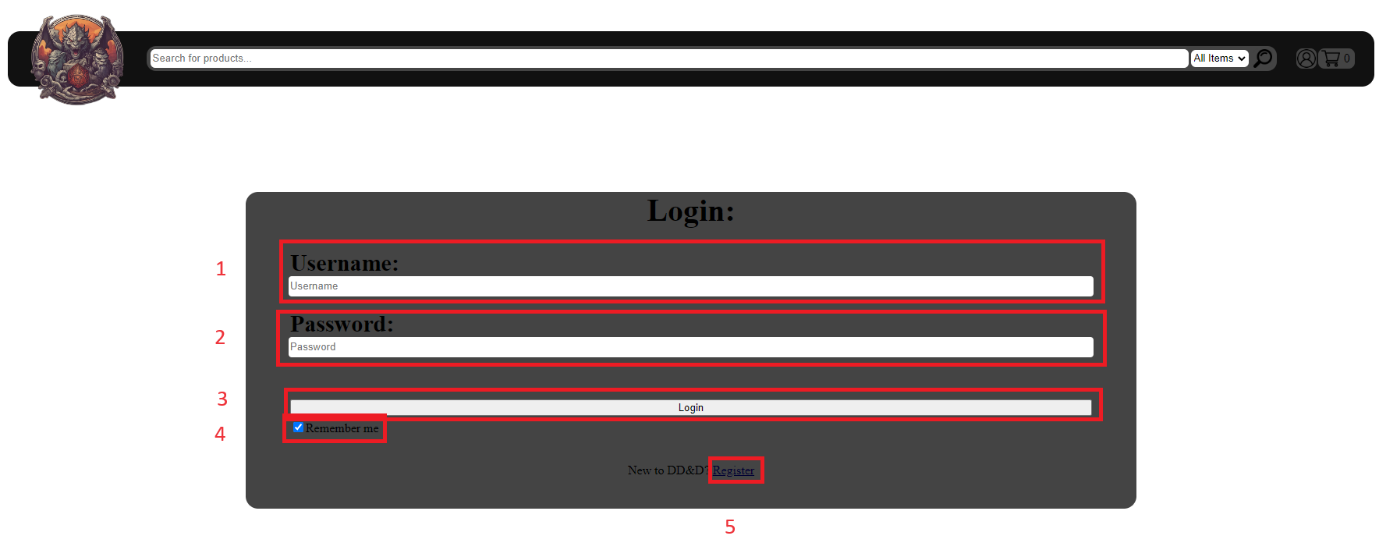 Search for products...
All Items
0
Login:
1
Username:
Username
2
Password:
Password
3
Login
4
Remember me
New to DD&D? Register
5